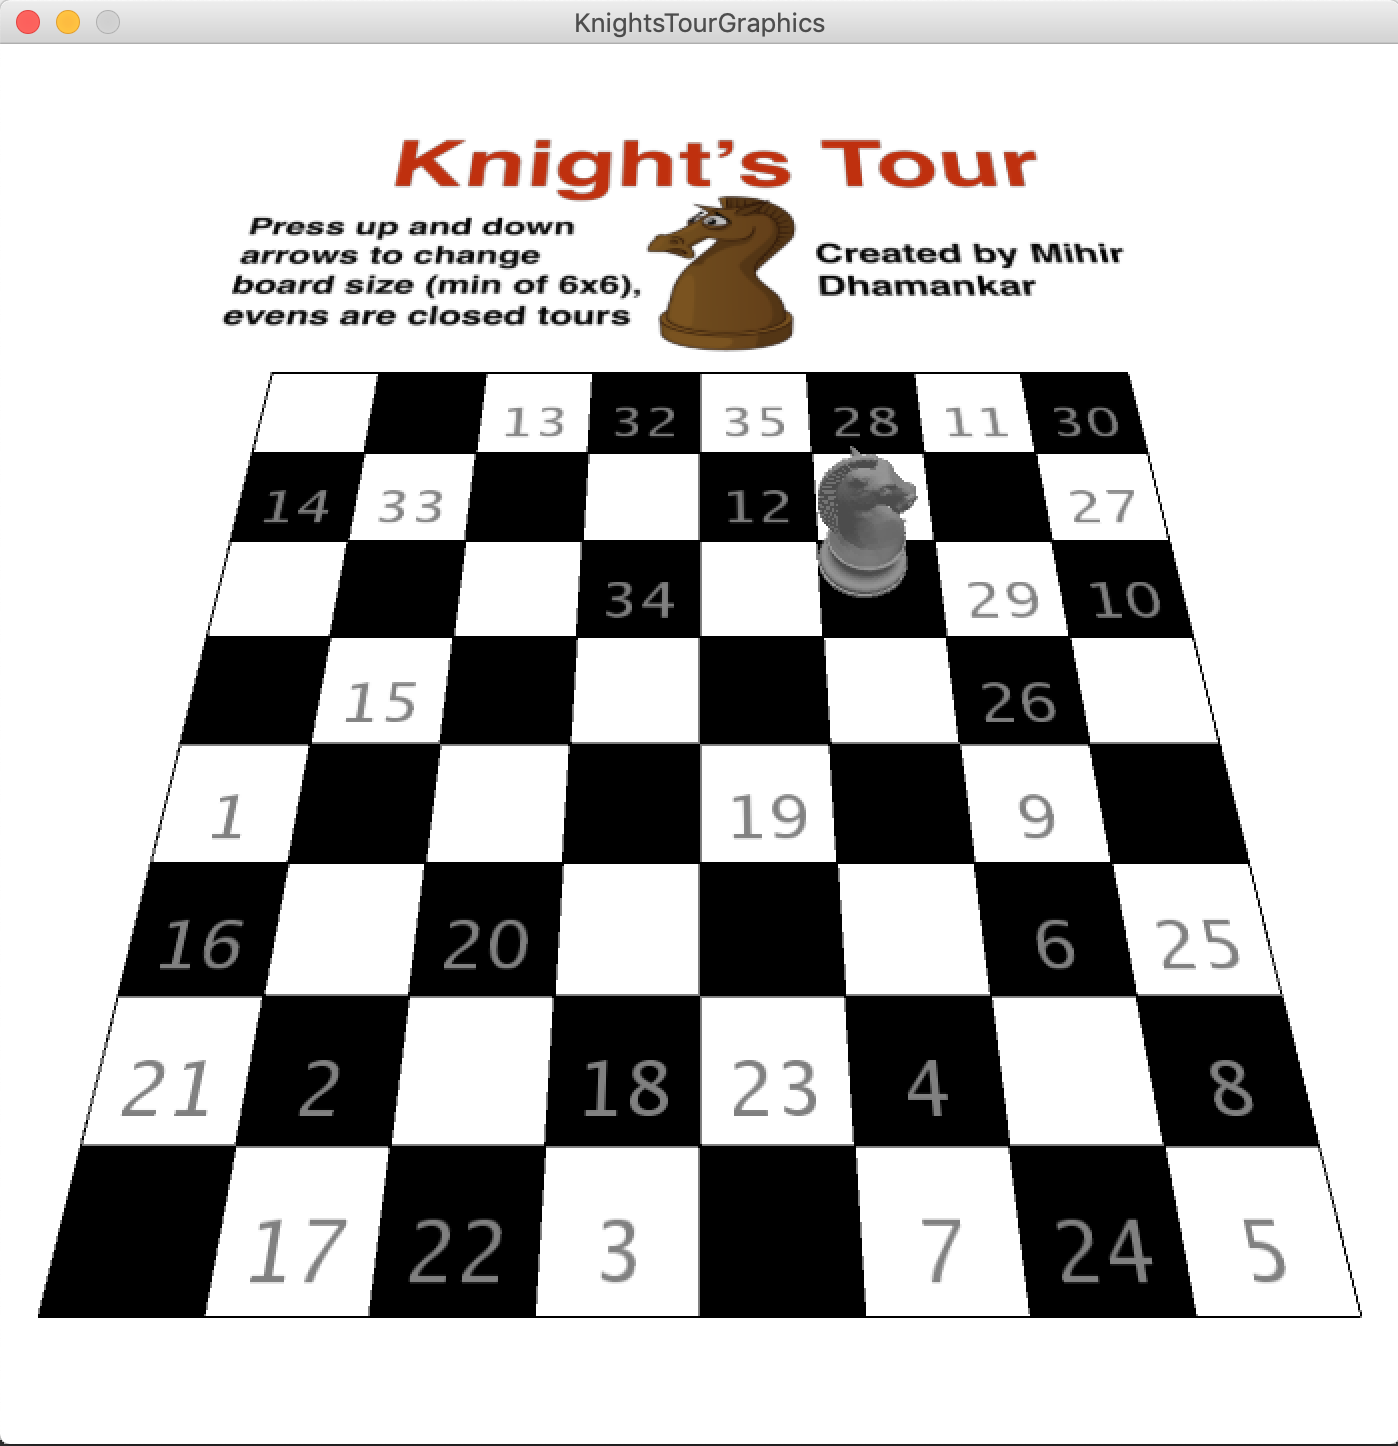 KnightsTourGraphics
Knight's Tour
Press up and down
arrows to change
board size (min of 6x6),
evens are closed tours
Created by Mihir
Dhamankar
13 32 35 28 11 30
14 33 12 27
34 29 10
15 26
1 19 9
16 20 6 25
21 2 18 23 4 8
17 22 3 7 24 5